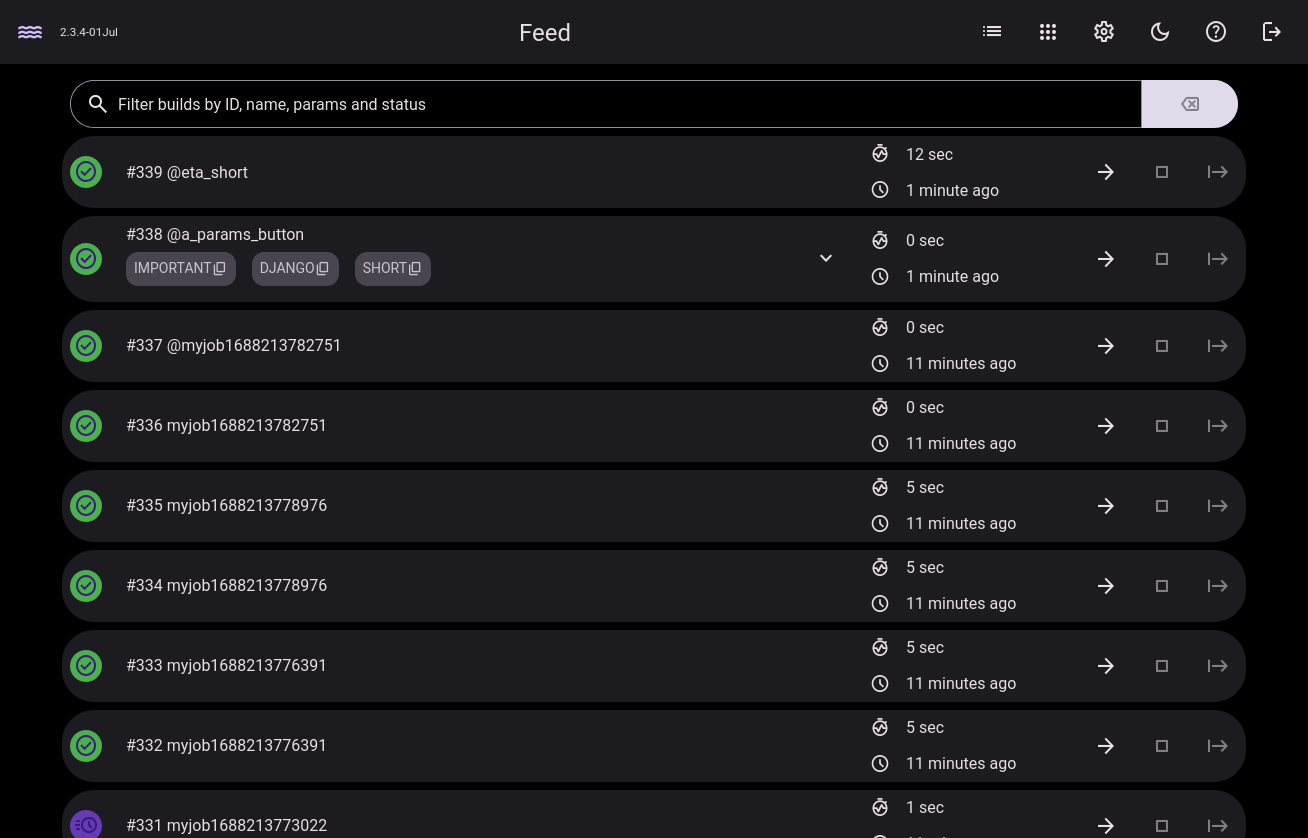 2.3.4-01Jul
Feed
Filter builds by ID, name, params and status
#339 @eta_short
12 sec
1 minute ago
#338 @a_params_button
IMPORTANT DJANGO SHORT
0 sec
1 minute ago
#337 @myjob1688213782751
0 sec
11 minutes ago
#336 myjob1688213782751
0 sec
11 minutes ago
#335 myjob1688213778976
5 sec
11 minutes ago
#334 myjob1688213778976
5 sec
11 minutes ago
#333 myjob1688213776391
5 sec
11 minutes ago
#332 myjob1688213776391
5 sec
11 minutes ago
#331 myjob1688213773022
1 sec